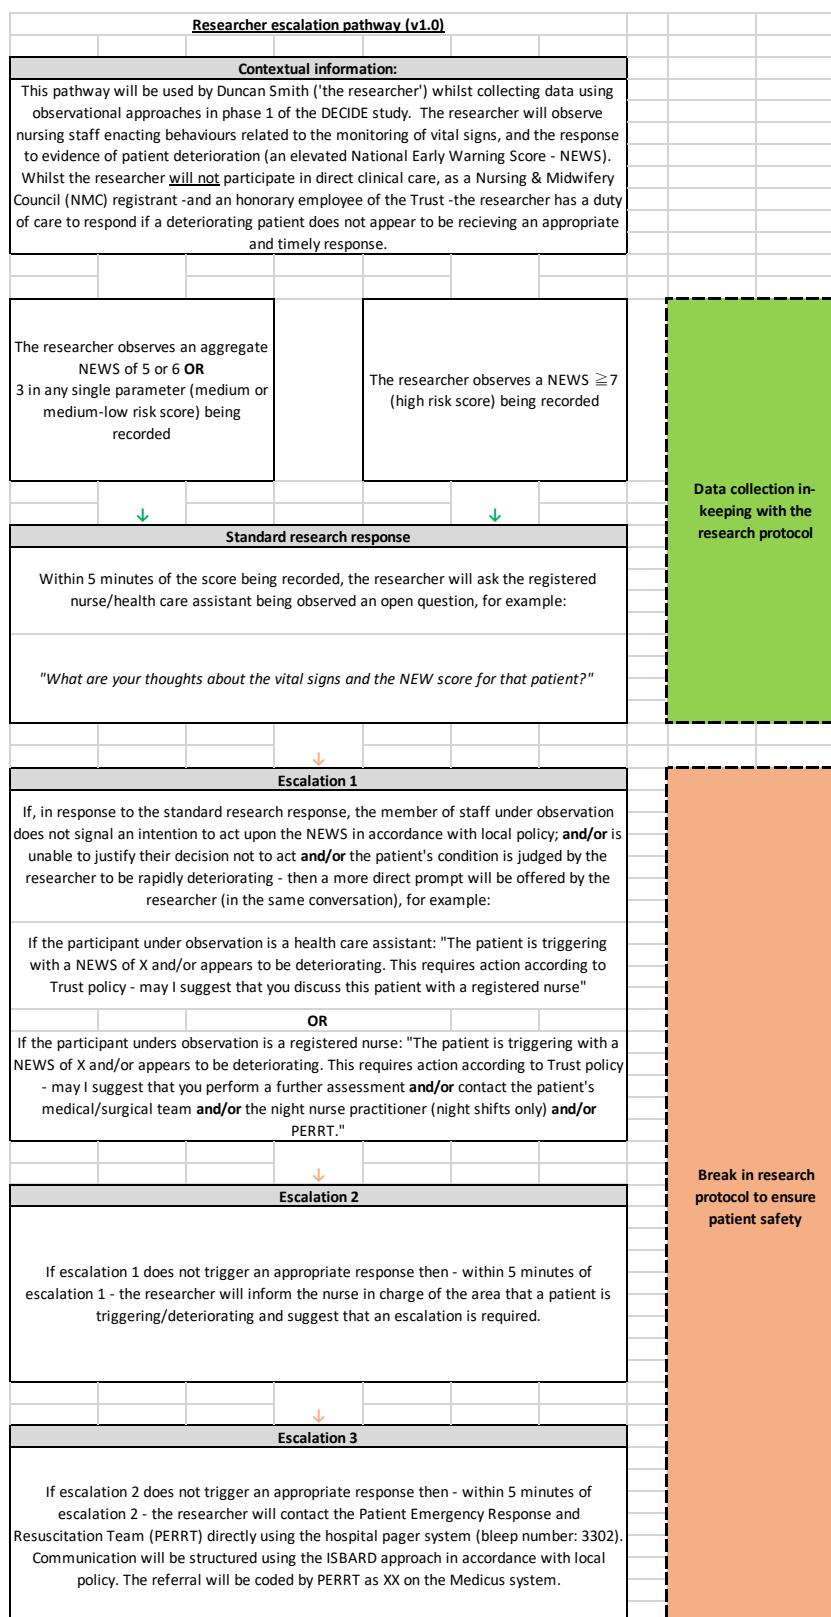 Researcher escalation pathway (v1.0)
Contextual information:
This pathway will be used by Duncan Smith ('the researcher') whilst collecting data using
observational approaches in phase 1 of the DECIDE study.  The researcher will observe
nursing staff enacting behaviours related to the monitoring of vital signs, and the response
to evidence of patient deterioration (an elevated National Early Warning Score - NEWS).
Whilst the researcher will not participate in direct clinical care, as a Nursing & Midwifery
Council (NMC) registrant -and an honorary employee of the Trust -the researcher has a duty
of care to respond if a deteriorating patient does not appear to be recieving an appropriate
and timely response.
The researcher observes an aggregate
NEWS of 5 or 6 OR
3 in any single parameter (medium or
medium-low risk score) being
recorded
The researcher observes a NEWS ≧7
(high risk score) being recorded
↓
↓
Standard research response
Within 5 minutes of the score being recorded, the researcher will ask the registered
nurse/health care assistant being observed an open question, for example:
"What are your thoughts about the vital signs and the NEW score for that patient?"
Data collection in-
keeping with the
research protocol
↓
Escalation 1
If, in response to the standard research response, the member of staff under observation
does not signal an intention to act upon the NEWS in accordance with local policy; and/or is
unable to justify their decision not to act and/or the patient's condition is judged by the
researcher to be rapidly deteriorating - then a more direct prompt will be offered by the
researcher (in the same conversation), for example:
If the participant under observation is a health care assistant: "The patient is triggering
with a NEWS of X and/or appears to be deteriorating. This requires action according to
Trust policy - may I suggest that you discuss this patient with a registered nurse"
OR
If the participant unders observation is a registered nurse: "The patient is triggering with a
NEWS of X and/or appears to be deteriorating. This requires action according to Trust policy
- may I suggest that you perform a further assessment and/or contact the patient's
medical/surgical team and/or the night nurse practitioner (night shifts only) and/or
PERRT."
↓
Escalation 2
If escalation 1 does not trigger an appropriate response then - within 5 minutes of
escalation 1 - the researcher will inform the nurse in charge of the area that a patient is
triggering/deteriorating and suggest that an escalation is required.
↓
Escalation 3
If escalation 2 does not trigger an appropriate response then - within 5 minutes of
escalation 2 - the researcher will contact the Patient Emergency Response and
Resuscitation Team (PERRT) directly using the hospital pager system (bleep number: 3302).
Communication will be structured using the ISBARD approach in accordance with local
policy. The referral will be coded by PERRT as XX on the Medicus system.
Break in research
protocol to ensure
patient safety